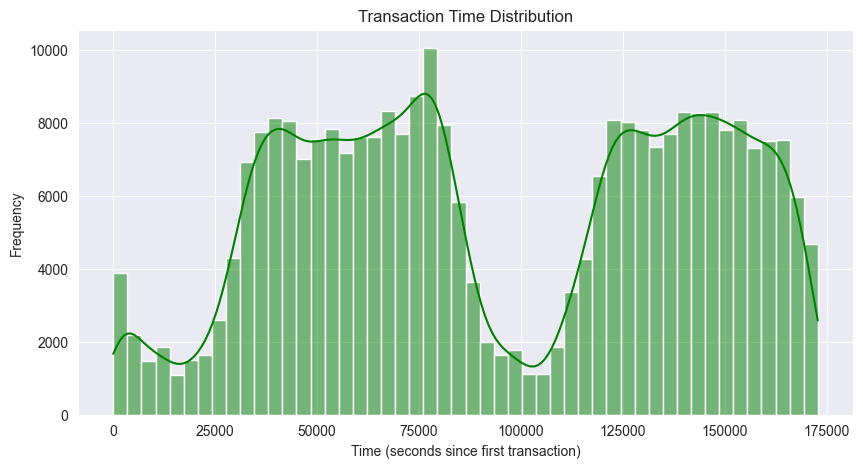 Transaction Time Distribution
Frequency
10000
8000
6000
4000
2000
0
0 25000 50000 75000 100000 125000 150000 175000
Time (seconds since first transaction)